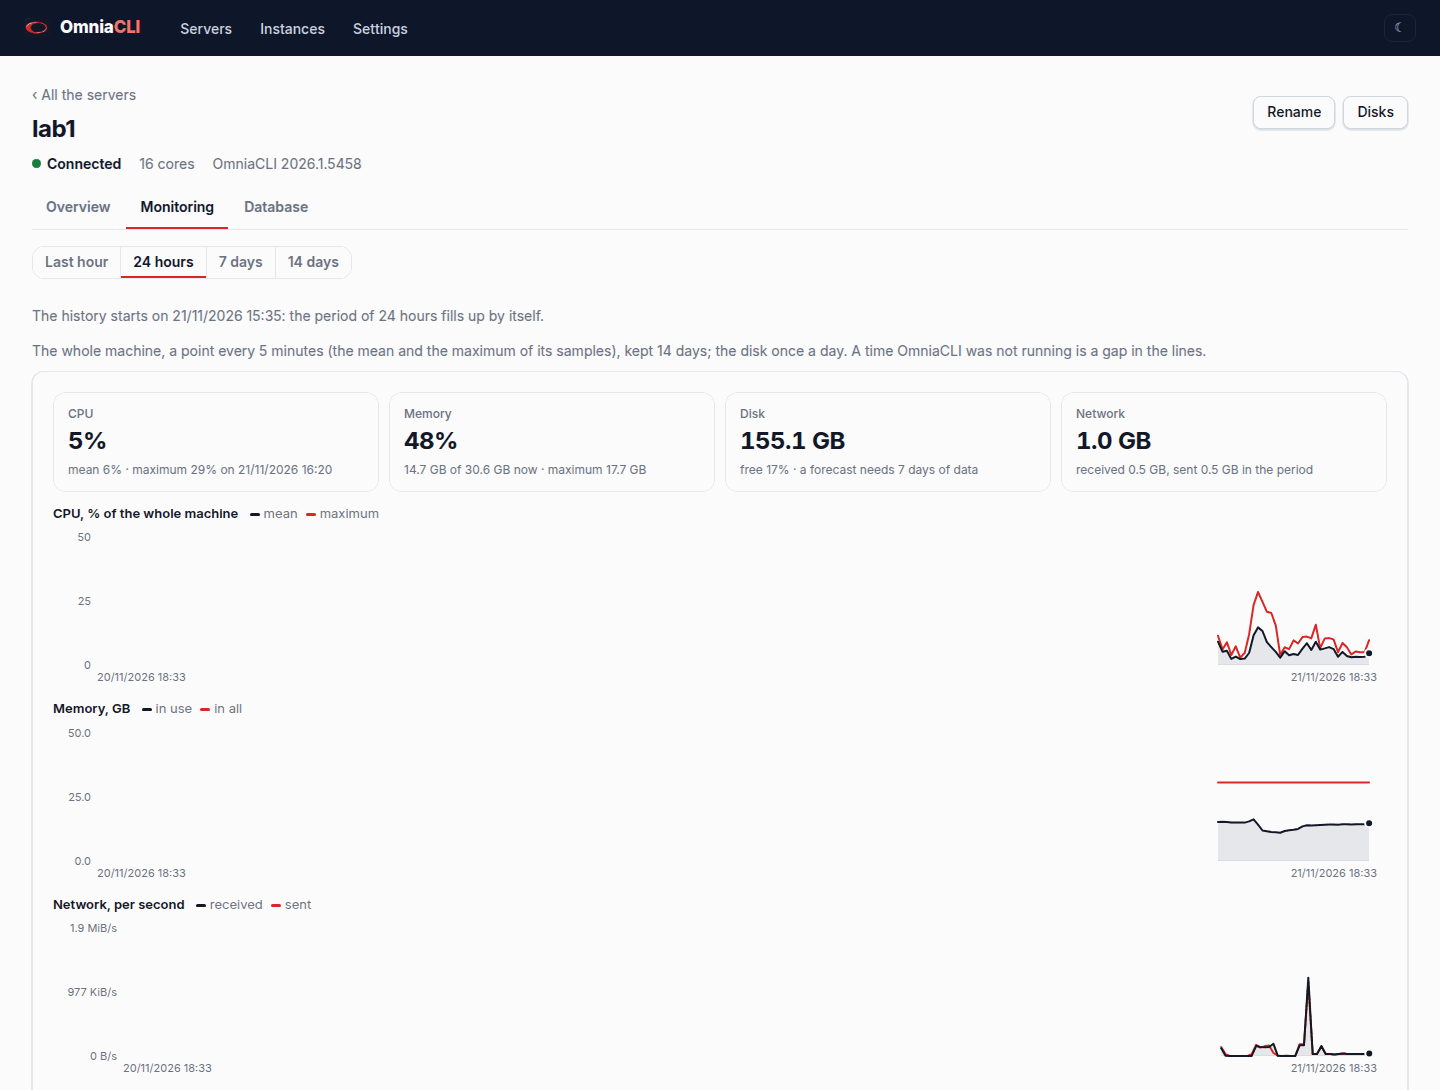 OmniaCLI
Servers
Instances
Settings
‹ All the servers
lab1
Rename
Disks
Connected
16 cores
OmniaCLI 2026.1.5458
Overview
Monitoring
Database
Last hour
24 hours
7 days
14 days
The history starts on 21/11/2026 15:35: the period of 24 hours fills up by itself.
The whole machine, a point every 5 minutes (the mean and the maximum of its samples), kept 14 days; the disk once a day. A time OmniaCLI was not running is a gap in the lines.
CPU
5%
mean 6% · maximum 29% on 21/11/2026 16:20
Memory
48%
14.7 GB of 30.6 GB now · maximum 17.7 GB
Disk
155.1 GB
free 17% · a forecast needs 7 days of data
Network
1.0 GB
received 0.5 GB, sent 0.5 GB in the period
CPU, % of the whole machine
mean
maximum
50
25
0
20/11/2026 18:33
21/11/2026 18:33
Memory, GB
in use
in all
50.0
25.0
0.0
20/11/2026 18:33
21/11/2026 18:33
Network, per second
received
sent
1.9 MiB/s
977 KiB/s
0 B/s
20/11/2026 18:33
21/11/2026 18:33